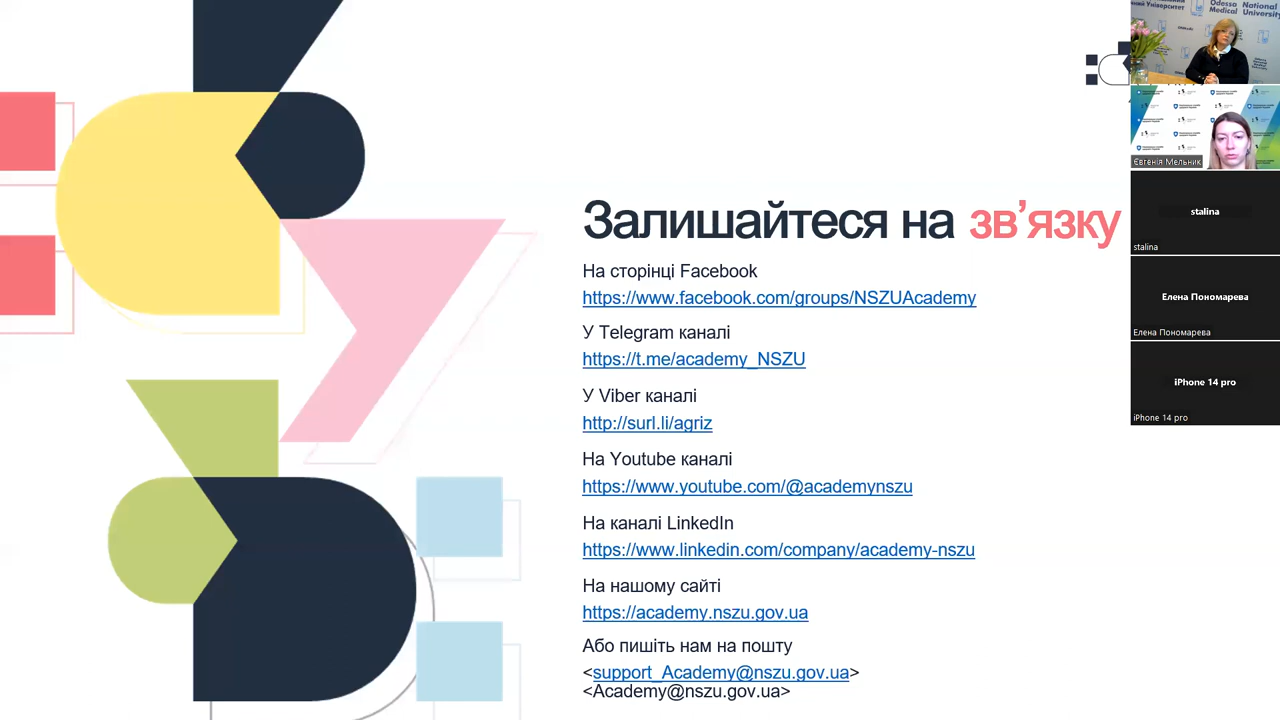 Залишайтеся на зв’язку
На сторінці Facebook
https://www.facebook.com/groups/NSZUAcademy
У Telegram каналі
https://t.me/academy_NSZU
У Viber каналі
http://surl.li/agriz
На Youtube каналі
https://www.youtube.com/@academynszu
На каналі LinkedIn
https://www.linkedin.com/company/academy-nszu
На нашому сайті
https://academy.nszu.gov.ua
Або пишіть нам на пошту
<support_Academy@nszu.gov.ua>
<Academy@nszu.gov.ua>
Odessa National
Medical University
Євгенія Мельник
stalina
stalina
Елена Пономарева
Елена Пономарева
iPhone 14 pro
iPhone 14 pro